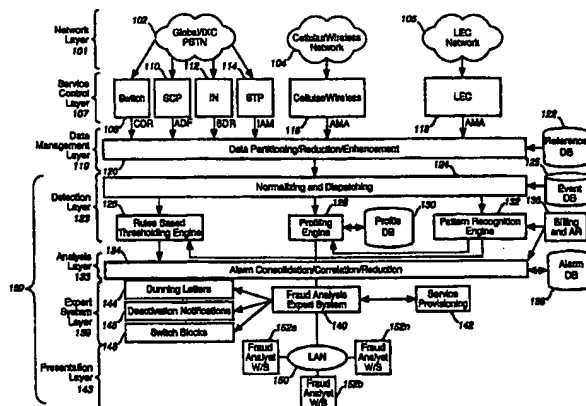 Network
Layer
101
102
Global/IXC
PSTN
Cellular/Wireless
Network
104
106
LEC
Network
Service
Control
Layer
107
Switch
110
SCP
112
IN
114
STP
Cellular/Wireless
LEC
108
CDR
ADF
BDR
IAM
116
AMA
118
AMA
122
Data
Management
Layer
119
120
Data Partitioning/Reduction/Enhancement
Reference
DB
124
Normalizing and Dispatching
Event
DB
Detection
Layer
123
Rules Based
Thresholding Engine
128
Profiling
Engine
130
Profile
DB
132
Pattern Recognition
Engine
Billing
and AR
Analysis
Layer
133
134
Alarm Consolidation/Correlation/Reduction
Alarm
DB
138
Expert
System
Layer
139
144
Dunning Letters
Deactivation Notifications
148
Switch Blocks
Fraud Analysis
Expert System
140
Service
Provisioning
142
Presentation
Layer
143
152a
Fraud
Analyst
W/S
LAN
150
152n
Fraud
Analyst
W/S
Fraud
Analyst
W/S
152b